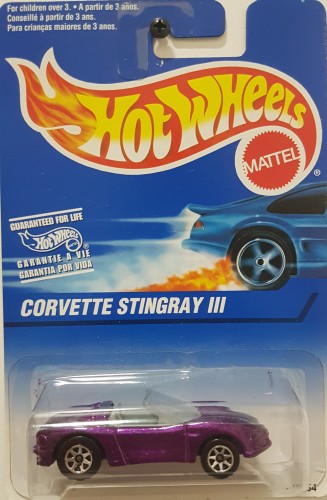 For children over 3. • A partir de 3 anos.
Conseillé à partir de 3 ans.
Para crianças maiores de 3 anos.
HOT WHEELS
MATTEL
GUARANTEED FOR LIFE
Hot Wheels
GARANTIE A VIE
GARANTIA POR VIDA
CORVETTE STINGRAY III